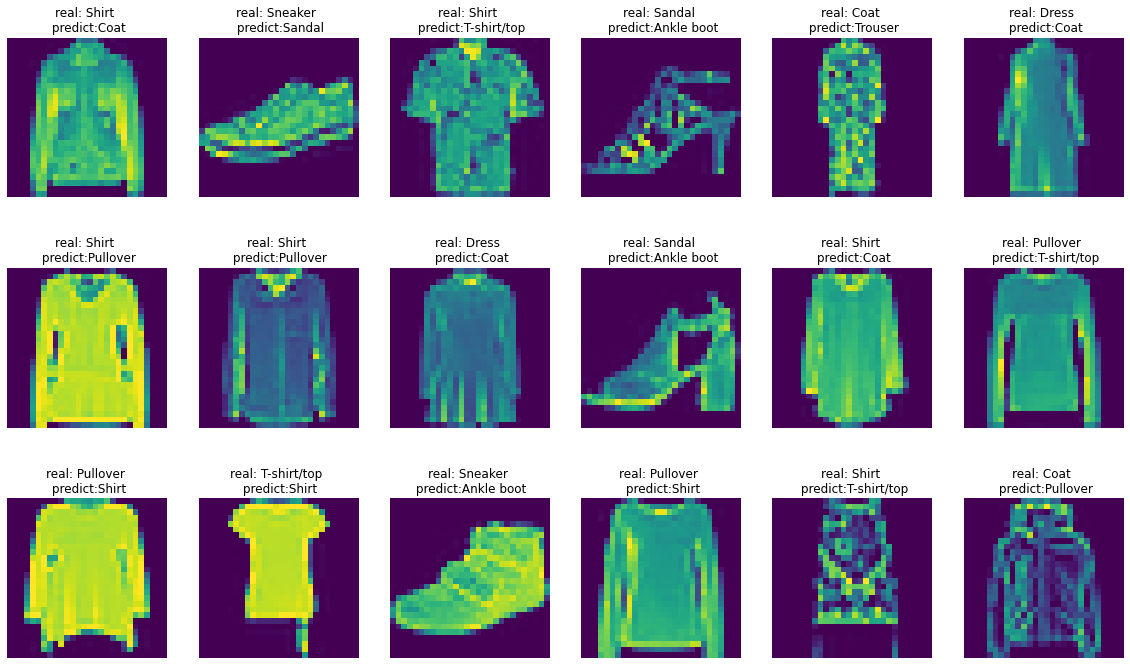 real: Shirt
predict:Coat
real: Sneaker
predict:Sandal
real: Shirt
predict:T-shirt/top
real: Sandal
predict:Ankle boot
real: Coat
predict:Trouser
real: Dress
predict:Coat
real: Shirt
predict:Pullover
real: Shirt
predict:Pullover
real: Dress
predict:Coat
real: Sandal
predict:Ankle boot
real: Shirt
predict:Coat
real: Pullover
predict:T-shirt/top
real: Pullover
predict:Shirt
real: T-shirt/top
predict:Shirt
real: Sneaker
predict:Ankle boot
real: Pullover
predict:Shirt
real: Shirt
predict:T-shirt/top
real: Coat
predict:Pullover